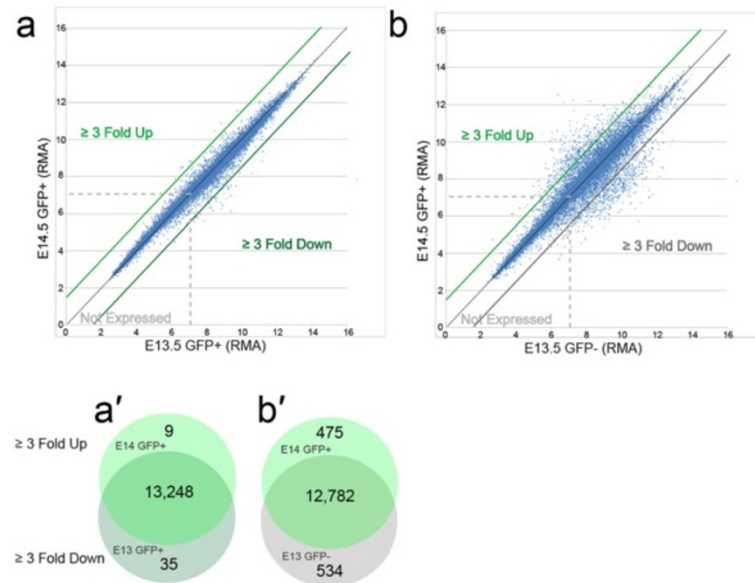 a
16
14
12
10
8
6
4
2
0
E14.5 GFP+ (RMA)
≥ 3 Fold Up
≥ 3 Fold Down
Not Expressed
0 2 4 6 8 10 12 14 16
E13.5 GFP+ (RMA)
b
16
14
12
10
8
6
4
2
0
E14.5 GFP+ (RMA)
≥ 3 Fold Up
≥ 3 Fold Down
Not Expressed
0 2 4 6 8 10 12 14 16
E13.5 GFP- (RMA)
a′
≥ 3 Fold Up
9
E14 GFP+
13,248
E13 GFP+
≥ 3 Fold Down
35
b′
475
E14 GFP+
12,782
E13 GFP-
534